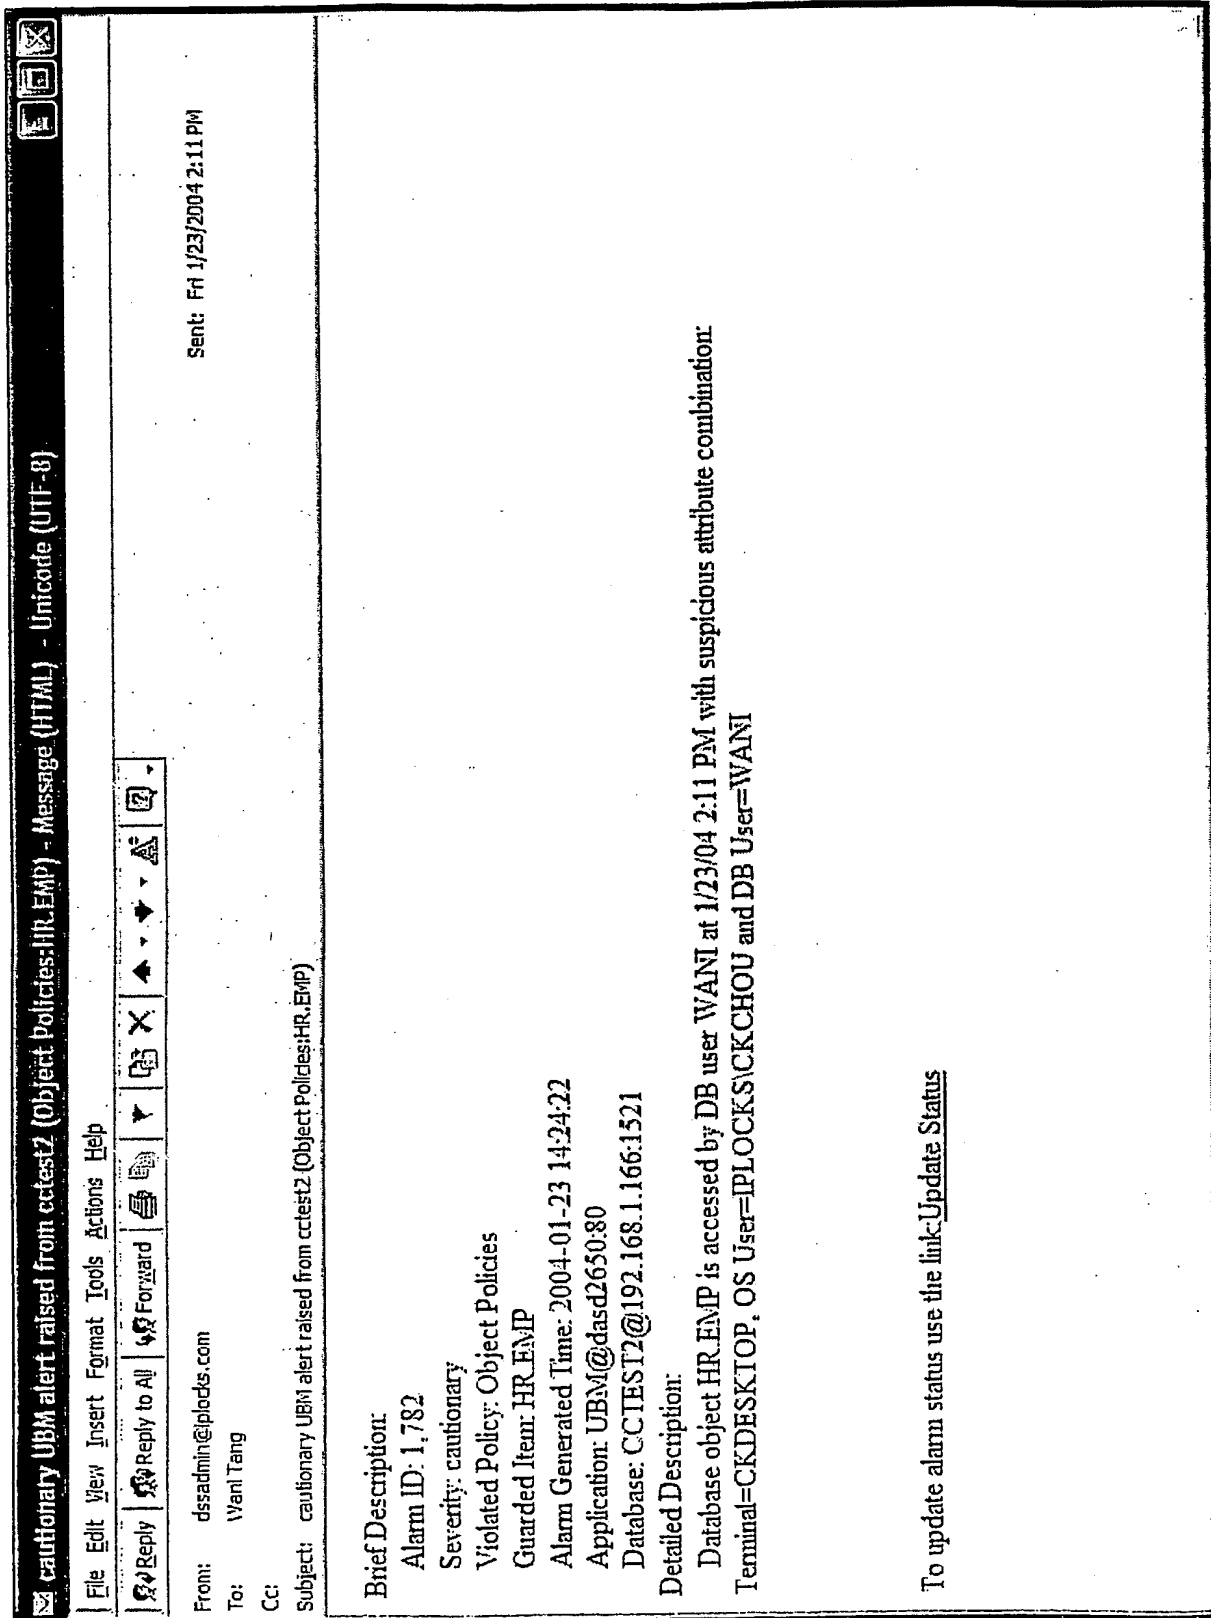 cautionary UBM alert raised from cctest2 (Object Policies:HR.EMP) - Message (HTML) - Unicode (UTF-8)
File Edit View Insert Format Tools Actions Help
Reply Reply to All Forward
From: dssadmin@iplocks.com Sent: Fri 1/23/2004 2:11 PM
To: Wani Tang
Cc:
Subject: cautionary UBM alert raised from cctest2 (Object Policies:HR.EMP)
Brief Description:
Alarm ID: 1,782
Severity: cautionary
Violated Policy: Object Policies
Guarded Item: HR.EMP
Alarm Generated Time: 2004-01-23 14:24:22
Application: UBM@dasd2650:80
Database: CCTEST2@192.168.1.166:1521
Detailed Description:
Database object HR.EMP is accessed by DB user WANI at 1/23/04 2:11 PM with suspicious attribute combination:
Terminal=CKDESKTOP, OS User=IPLOCKS\CKCHOU and DB User=WANI
To update alarm status use the link:Update Status